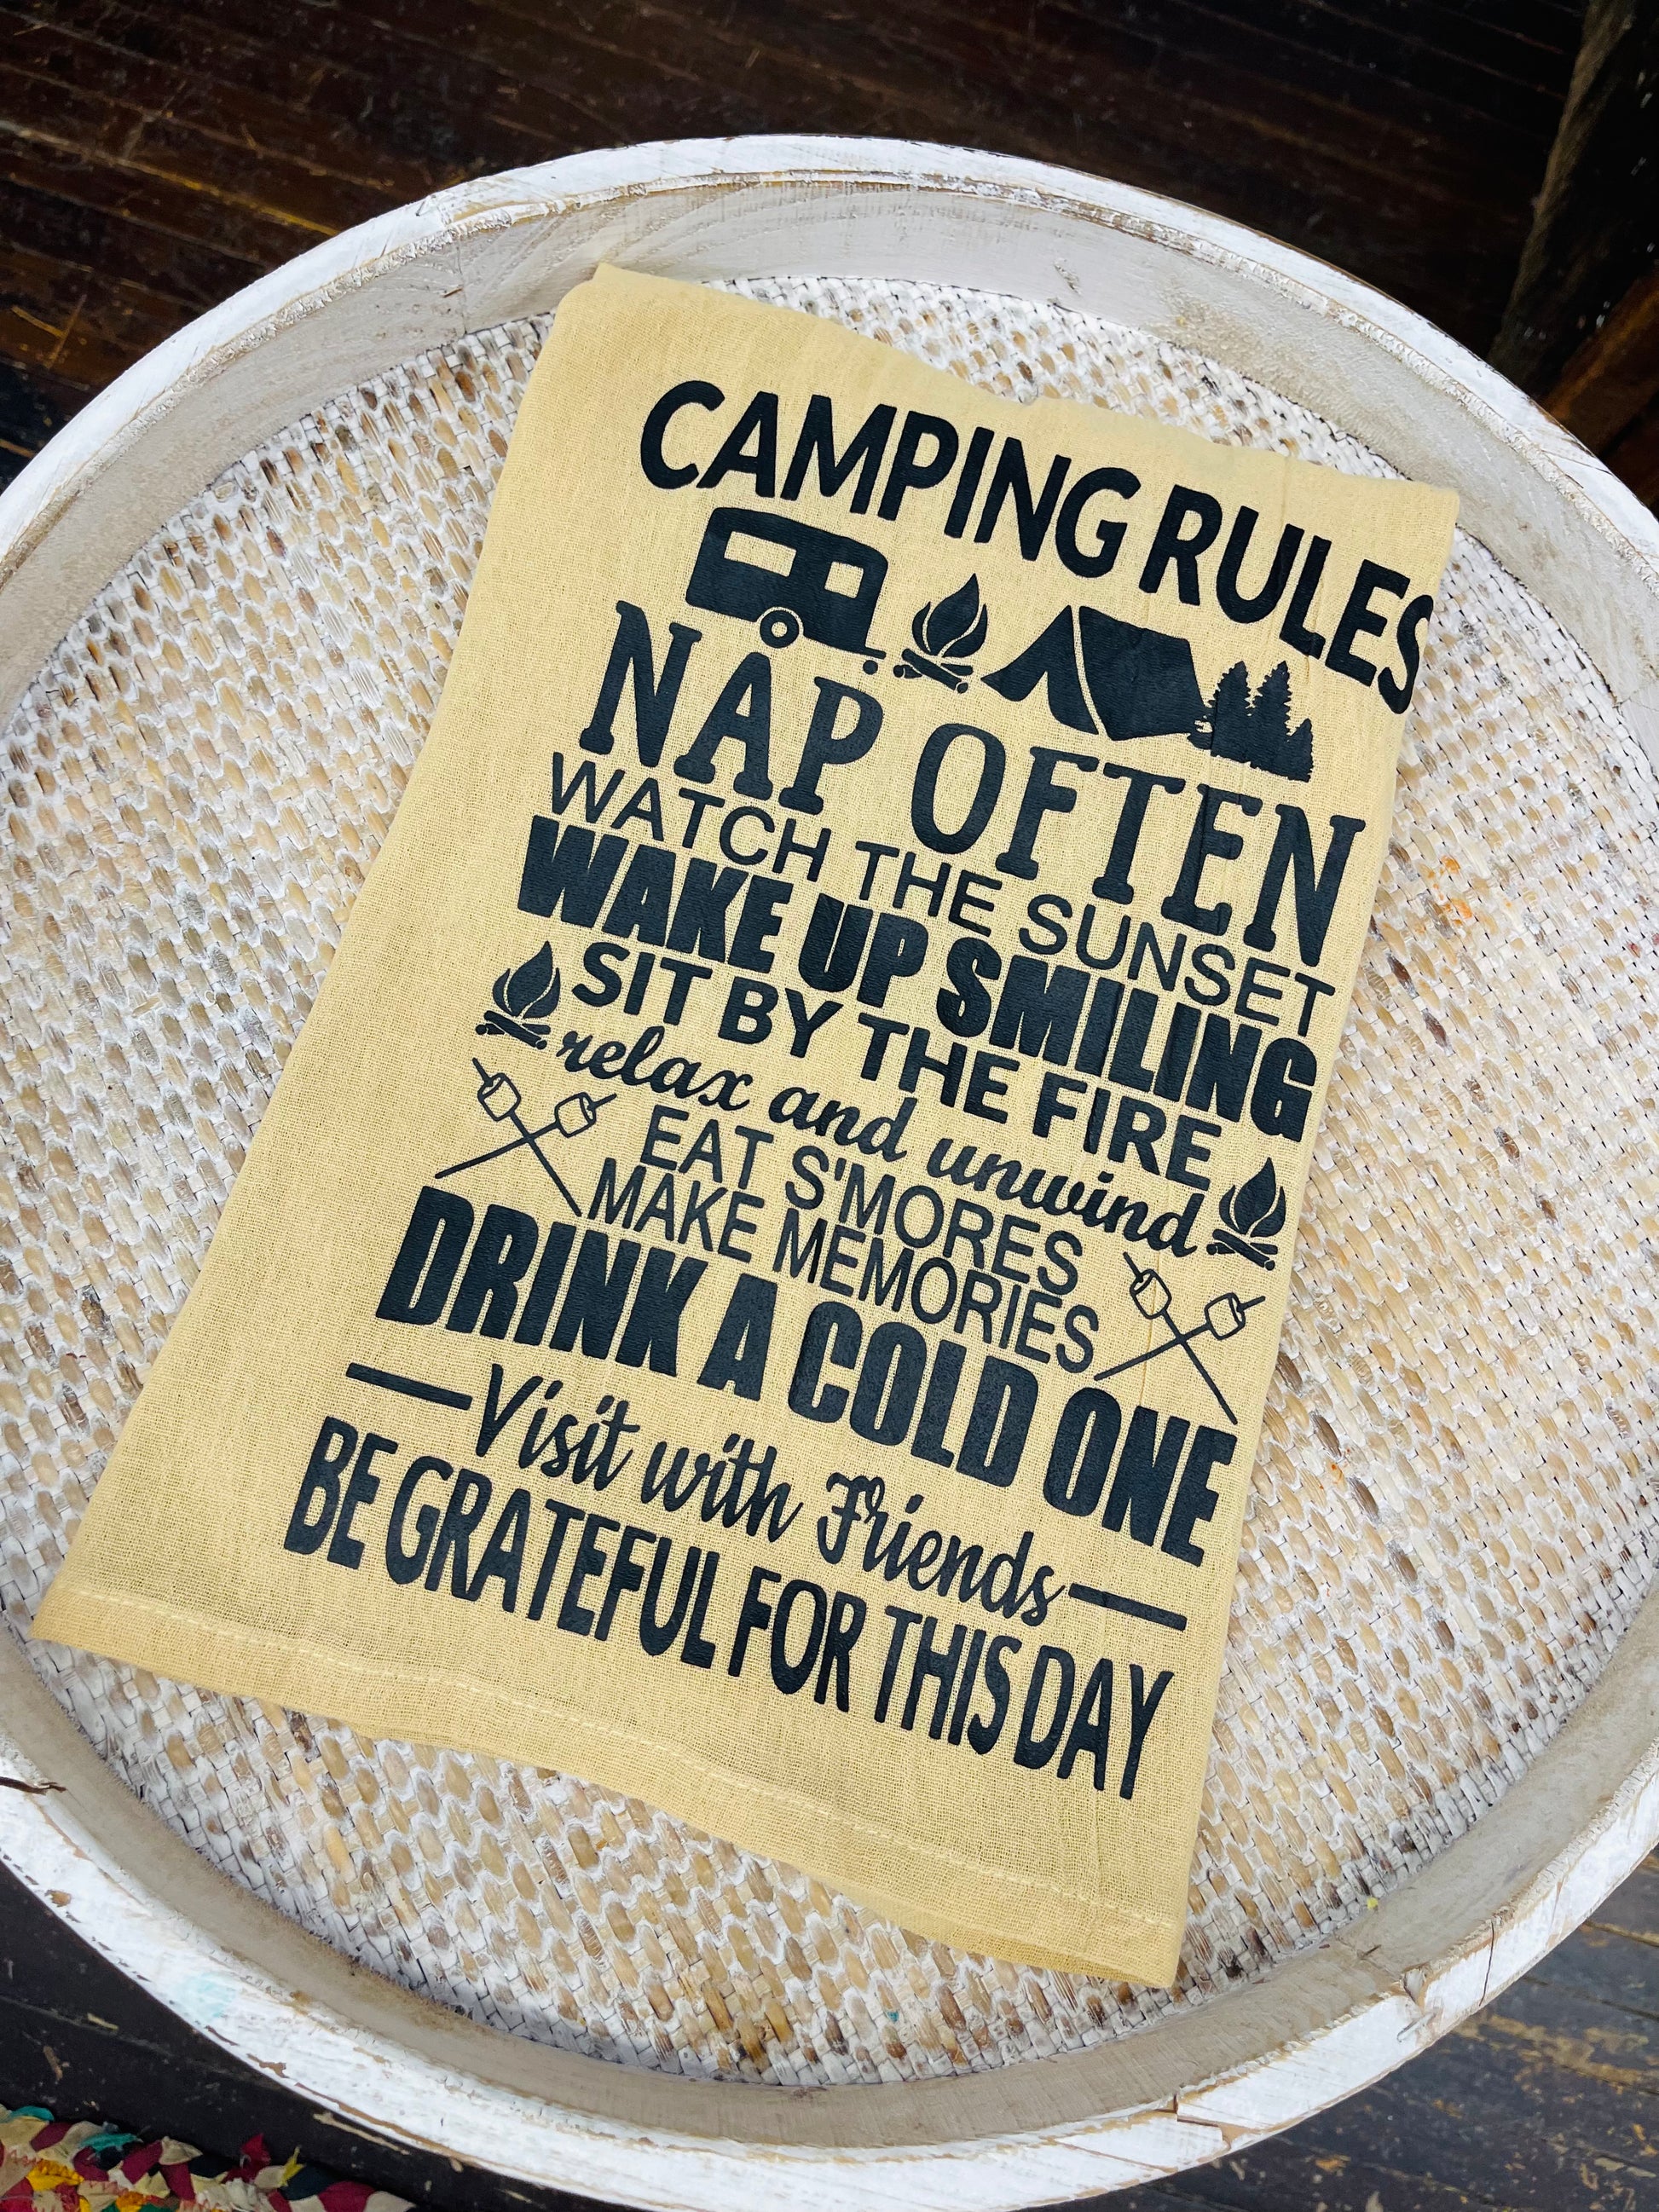 CAMPING RULES
NAP OFTEN
WATCH THE SUNSET
WAKE UP SMILING
SIT BY THE FIRE
relax and unwind
EAT S'MORES
MAKE MEMORIES
DRINK A COLD ONE
Visit with Friends
BE GRATEFUL FOR THIS DAY